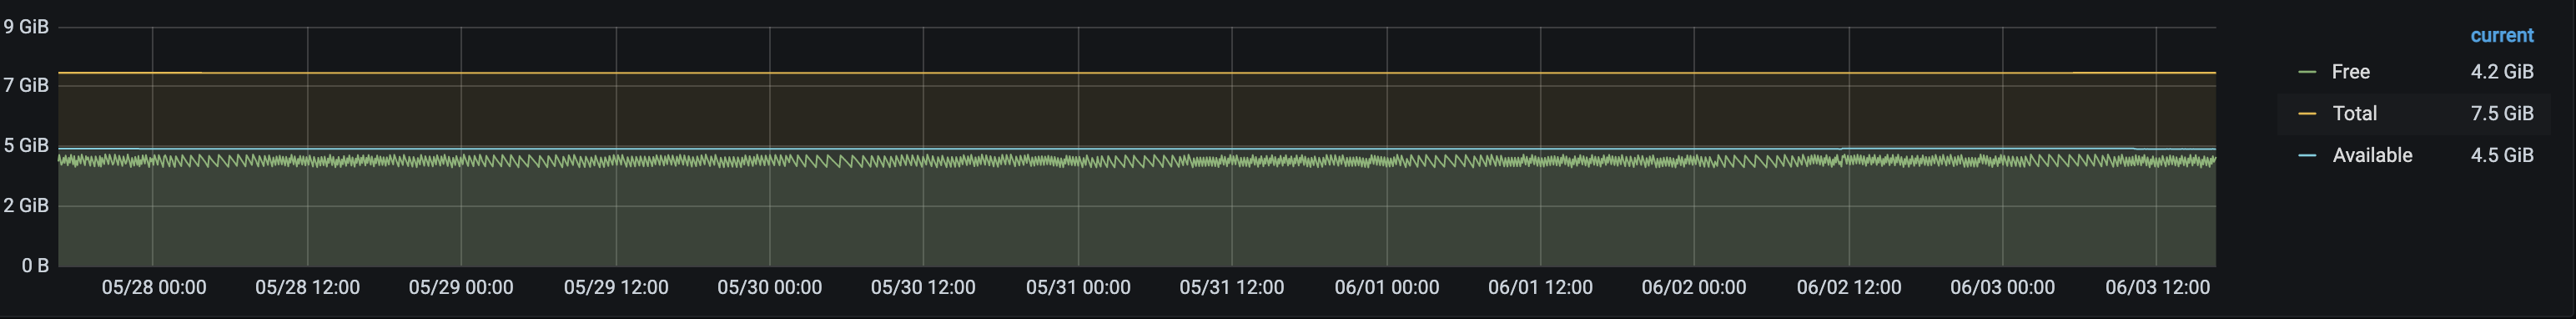 9 GiB
7 GiB
5 GiB
2 GiB
0 B
05/28 00:00 05/28 12:00 05/29 00:00 05/29 12:00 05/30 00:00 05/30 12:00 05/31 00:00 05/31 12:00 06/01 00:00 06/01 12:00 06/02 00:00 06/02 12:00 06/03 00:00 06/03 12:00
current
Free 4.2 GiB
Total 7.5 GiB
Available 4.5 GiB